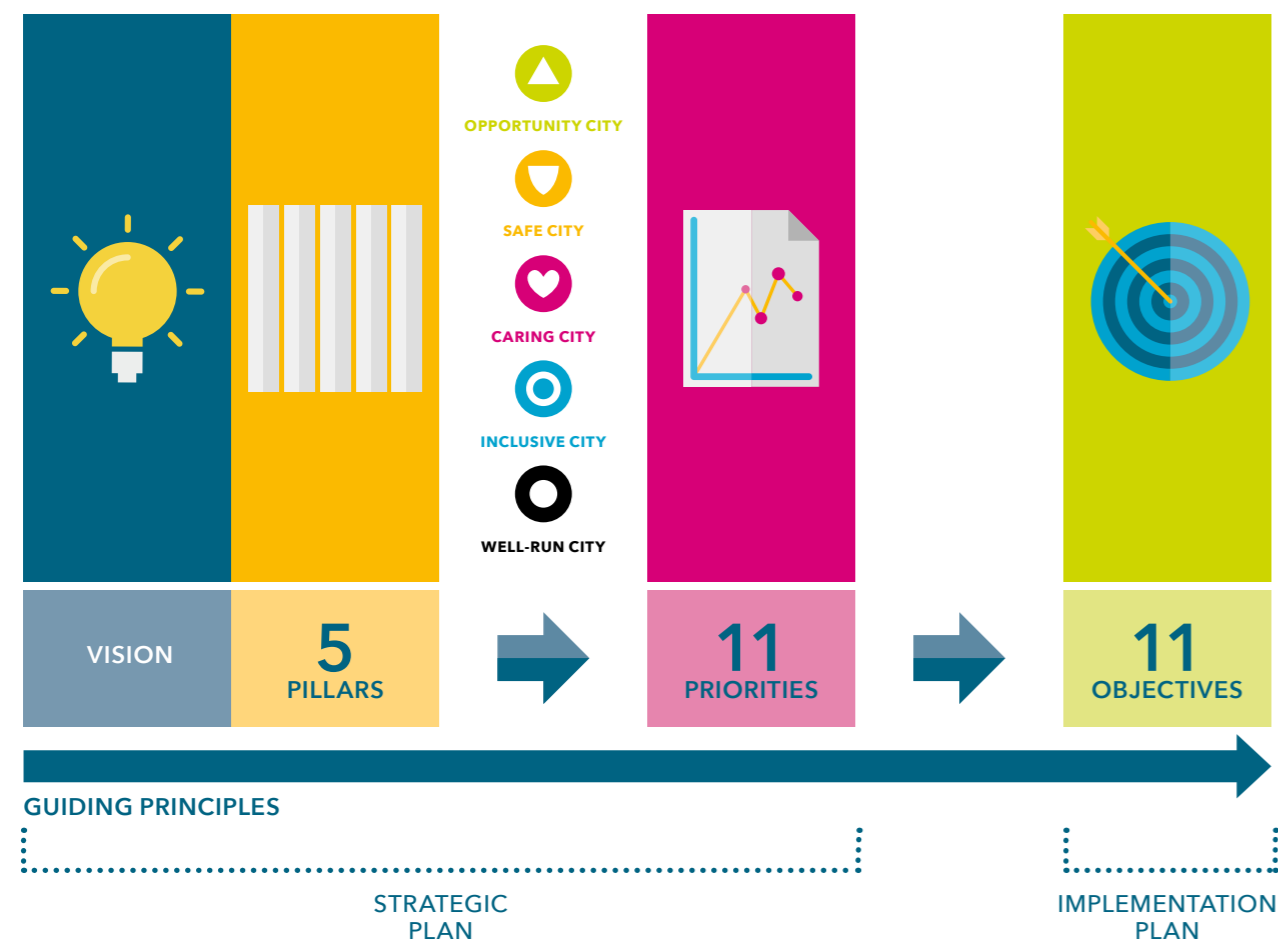 OPPORTUNITY CITY
SAFE CITY
CARING CITY
INCLUSIVE CITY
WELL-RUN CITY
VISION
5
PILLARS
11
PRIORITIES
11
OBJECTIVES
GUIDING PRINCIPLES
STRATEGIC
PLAN
IMPLEMENTATION
PLAN